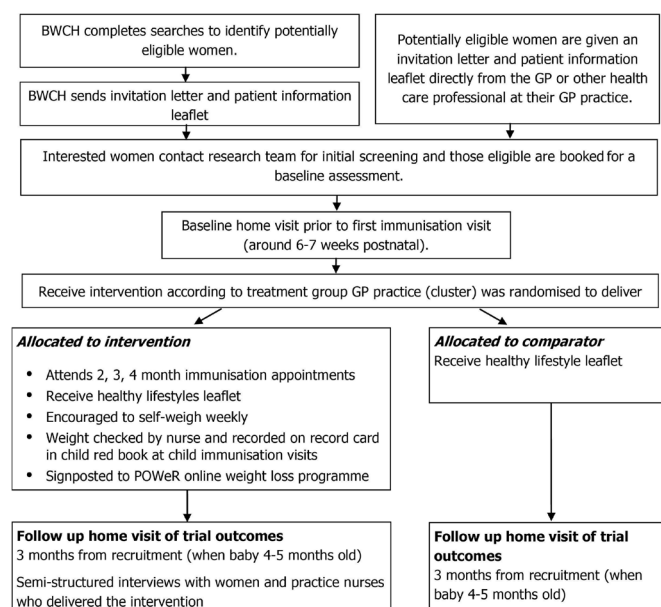 BWCH completes searches to identify potentially
eligible women.
BWCH sends invitation letter and patient information
leaflet
Potentially eligible women are given an
invitation letter and patient information
leaflet directly from the GP or other health
care professional at their GP practice.
Interested women contact research team for initial screening and those eligible are booked for a
baseline assessment.
Baseline home visit prior to first immunisation visit
(around 6-7 weeks postnatal).
Receive intervention according to treatment group GP practice (cluster) was randomised to deliver
Allocated to intervention
• Attends 2, 3, 4 month immunisation appointments
• Receive healthy lifestyles leaflet
• Encouraged to self-weigh weekly
• Weight checked by nurse and recorded on record card
in child red book at child immunisation visits
• Signposted to POWeR online weight loss programme
Allocated to comparator
Receive healthy lifestyle leaflet
Follow up home visit of trial outcomes
3 months from recruitment (when baby 4-5 months old)
Semi-structured interviews with women and practice nurses
who delivered the intervention
Follow up home visit of trial
outcomes
3 months from recruitment (when
baby 4-5 months old)